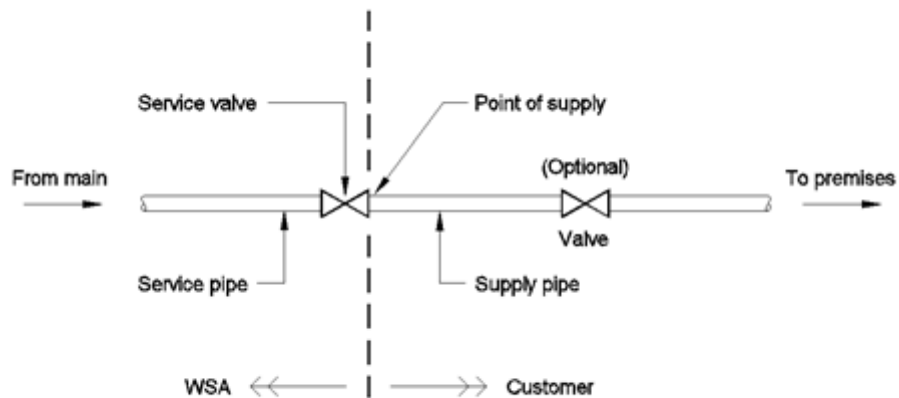 Service valve
Point of supply
(Optional)
From main
To premises
Valve
Service pipe
Supply pipe
WSA
Customer